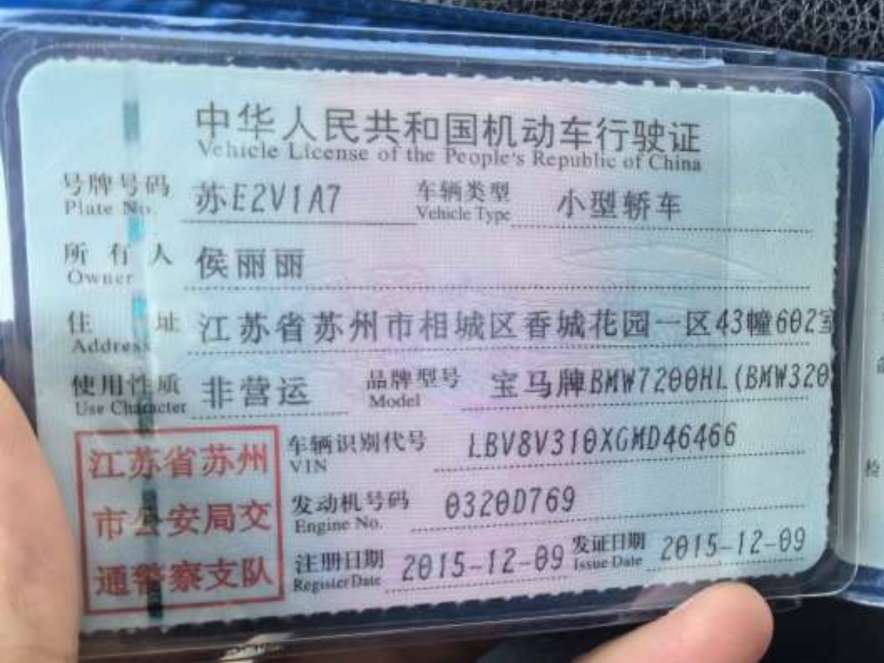 中华人民共和国机动车行驶证
Vehicle License of the People's Republic of China
号牌号码 苏E2V1A7 车辆类型 小型轿车
Plate No. Vehicle Type
所有人 侯丽丽
Owner
住址 江苏省苏州市相城区香城花园一区43幢602室
Address
使用性质 非营运 品牌型号 宝马牌BMW7200HL(BMW320
Use Character Model
江苏省苏州 车辆识别代号 LBV8V310XGMD46466
VIN
市公安局交 发动机号码 0320D769
Engine No.
通警察支队 注册日期 2015-12-09 发证日期 2015-12-09
Register Date Issue Date